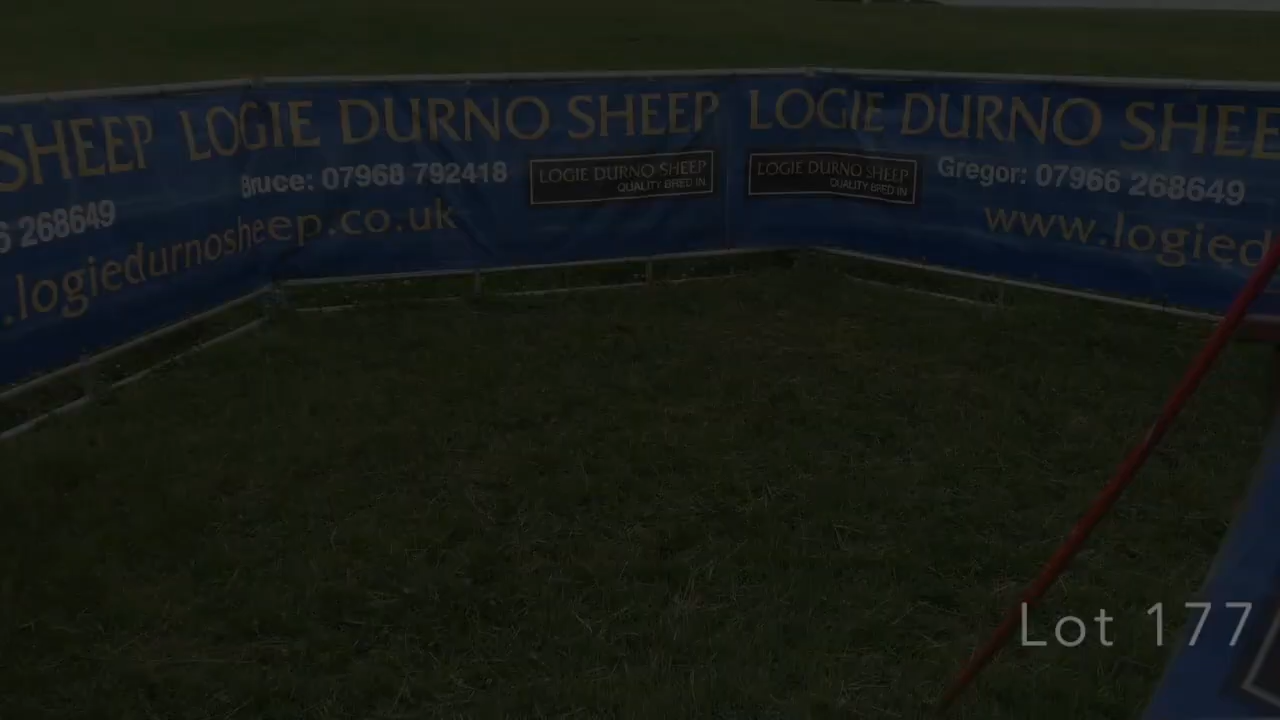 SHEEP LOGIE DURNO SHEEP LOGIE DURNO SHEE
Bruce: 07968 792418
LOGIE DURNO SHEEP
QUALITY BRED IN
LOGIE DURNO SHEEP
QUALITY BRED IN
Gregor: 07966 268649
6 268649
.logiedurnosheep.co.uk
www.logied
Lot 177